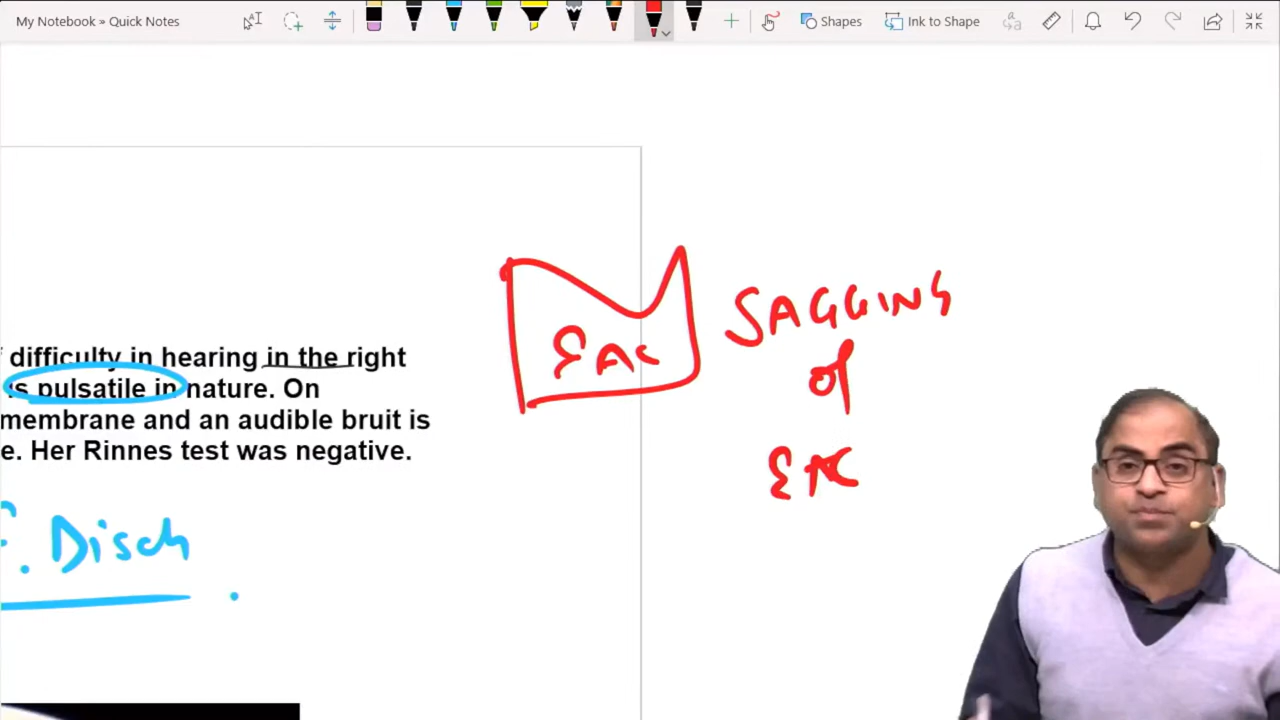 My Notebook » Quick Notes
Shapes
Ink to Shape
SAGGING
of
EAC
EAC
difficulty in hearing in the right
is pulsatile in nature. On
membrane and an audible bruit is
e. Her Rinnes test was negative.
. Disch